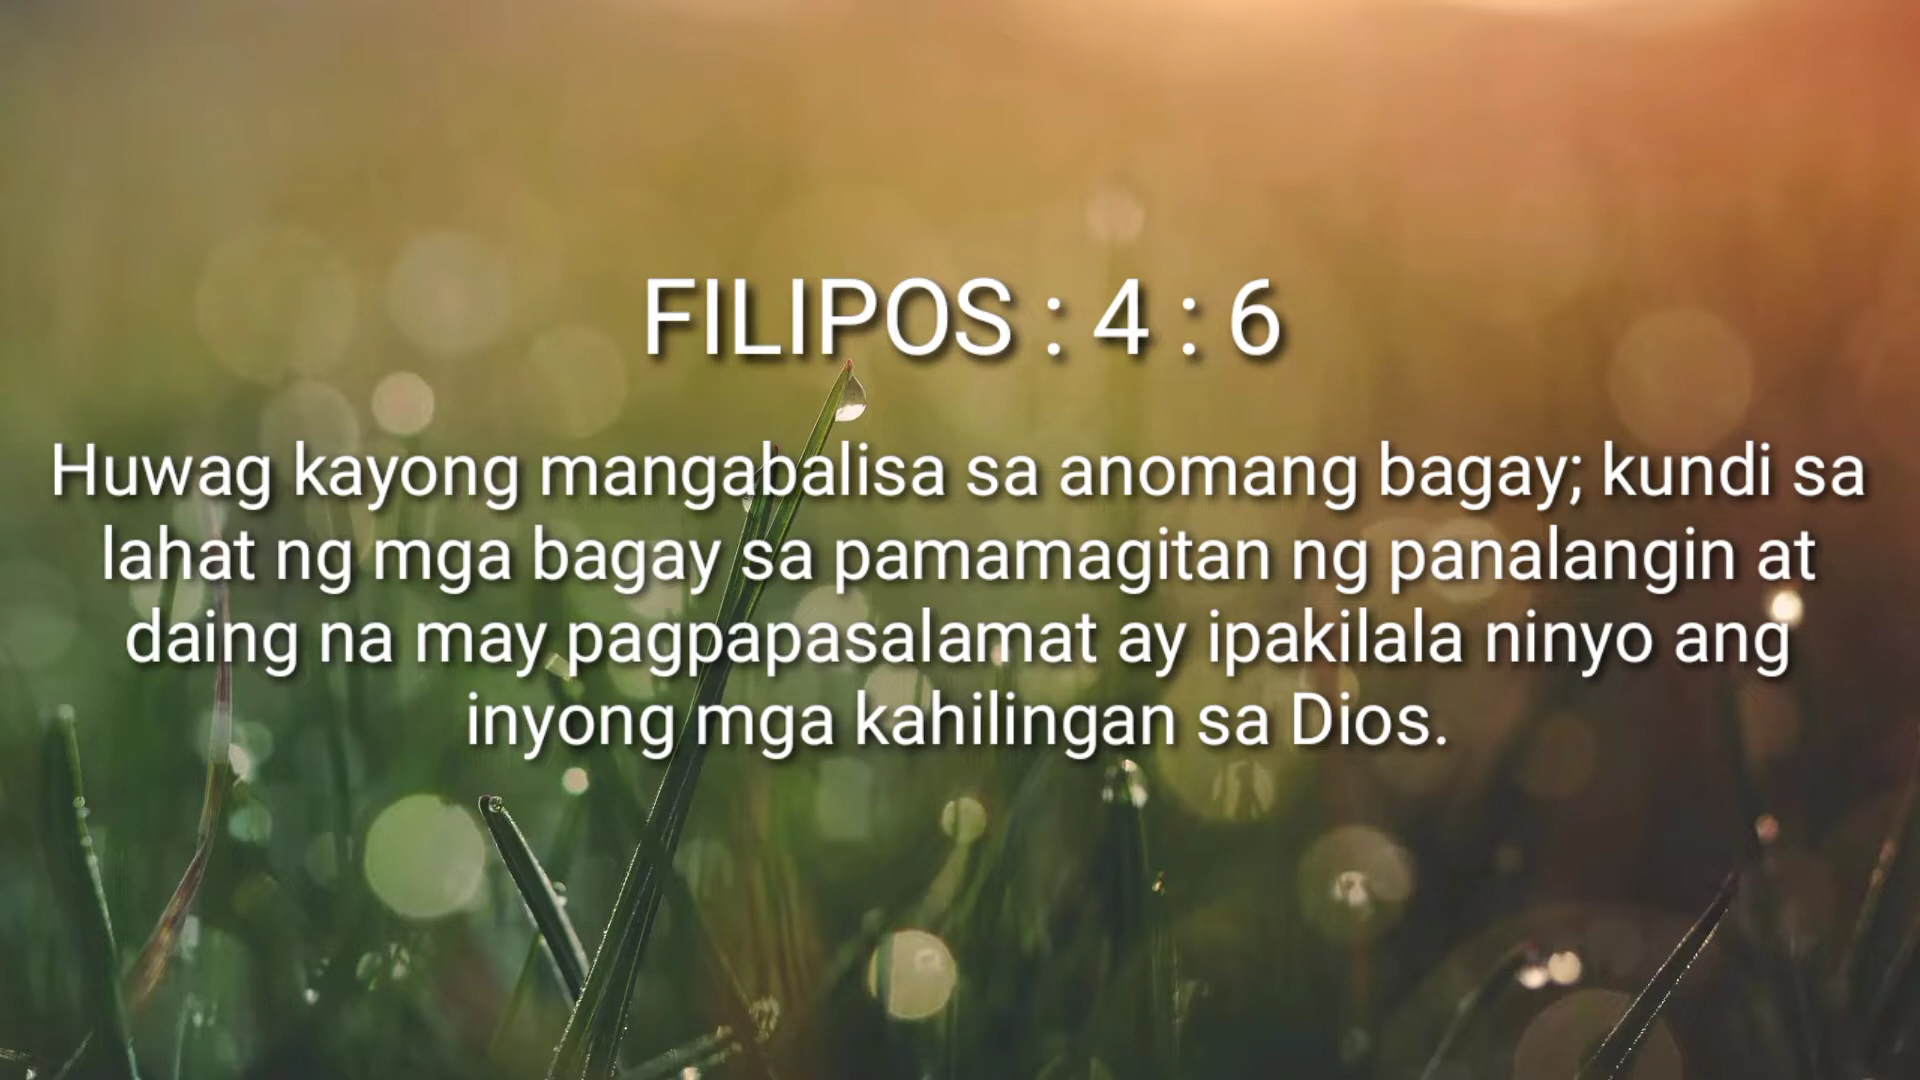 FILIPOS : 4 : 6
Huwag kayong mangabalisa sa anomang bagay; kundi sa
lahat ng mga bagay sa pamamagitan ng panalangin at
daing na may pagpapasalamat ay ipakilala ninyo ang
inyong mga kahilingan sa Dios.